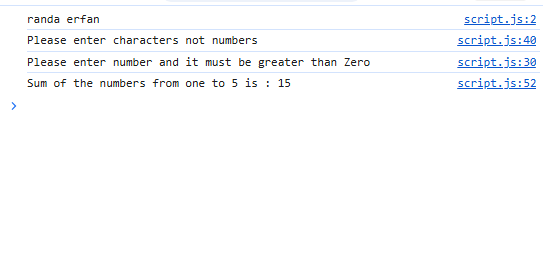 randa erfan script.js:2
Please enter characters not numbers script.js:40
Please enter number and it must be greater than Zero script.js:30
Sum of the numbers from one to 5 is : 15 script.js:52